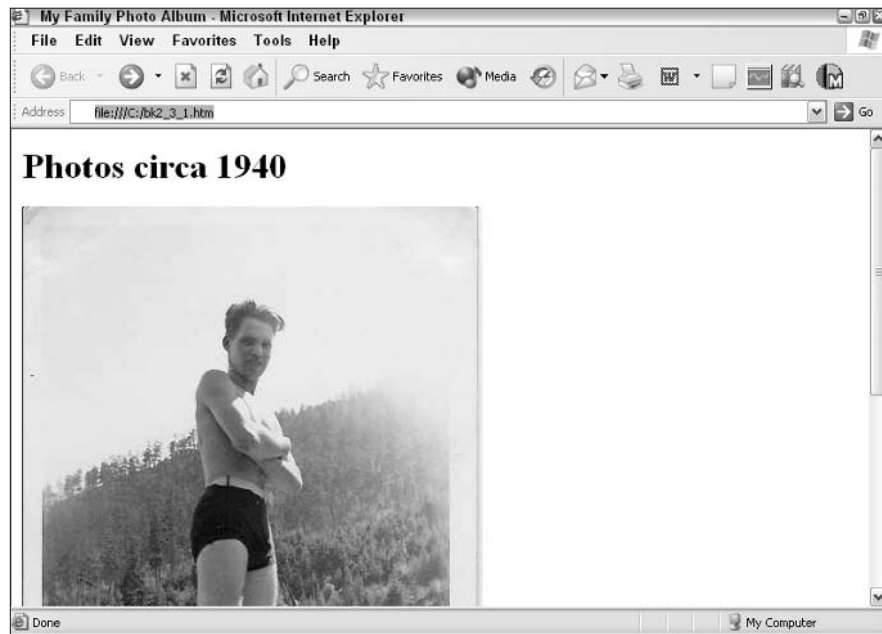 My Family Photo Album - Microsoft Internet Explorer
File Edit View Favorites Tools Help
Back Search Favorites Media
Address file:///C:/bk2_3_1.htm Go
Photos circa 1940
Done My Computer